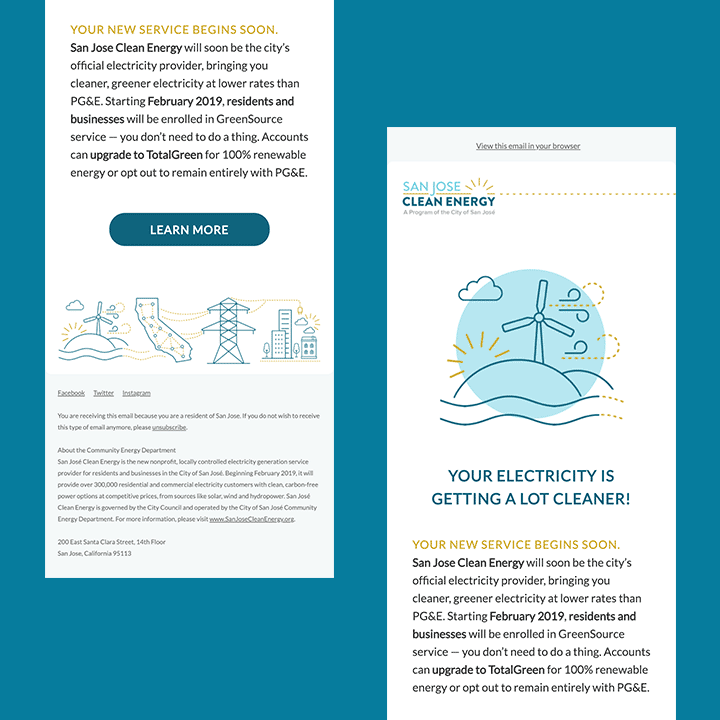 YOUR NEW SERVICE BEGINS SOON.
San Jose Clean Energy will soon be the city's
official electricity provider, bringing you
cleaner, greener electricity at lower rates than
PG&E. Starting February 2019, residents and
businesses will be enrolled in GreenSource
service — you don't need to do a thing. Accounts
can upgrade to TotalGreen for 100% renewable
energy or opt out to remain entirely with PG&E.
LEARN MORE
Facebook Twitter Instagram
You are receiving this email because you are a resident of San Jose. If you do not wish to receive
this type of email anymore, please unsubscribe.
About the Community Energy Department
San José Clean Energy is the new nonprofit, locally controlled electricity generation service
provider for residents and businesses in the City of San José. Beginning February 2019, it will
provide over 300,000 residential and commercial electricity customers with clean, carbon-free
power options at competitive prices, from sources like solar, wind and hydropower. San José
Clean Energy is governed by the City Council and operated by the City of San José Community
Energy Department. For more information, please visit www.SanJoseCleanEnergy.org.
200 East Santa Clara Street, 14th Floor
San Jose, California 95113
View this email in your browser
SAN JOSE
CLEAN ENERGY
A Program of the City of San José
YOUR ELECTRICITY IS
GETTING A LOT CLEANER!
YOUR NEW SERVICE BEGINS SOON.
San Jose Clean Energy will soon be the city's
official electricity provider, bringing you
cleaner, greener electricity at lower rates than
PG&E. Starting February 2019, residents and
businesses will be enrolled in GreenSource
service — you don't need to do a thing. Accounts
can upgrade to TotalGreen for 100% renewable
energy or opt out to remain entirely with PG&E.